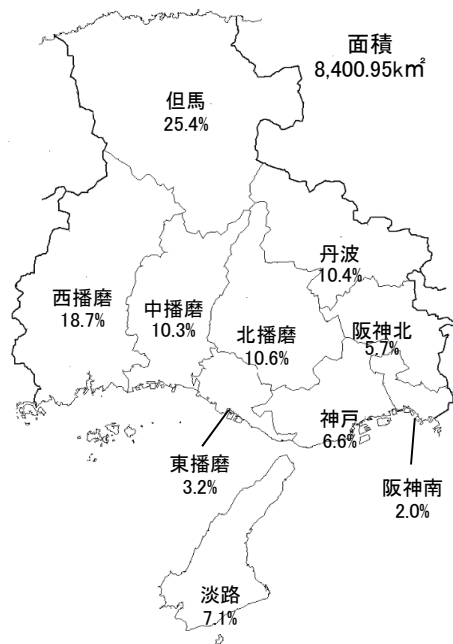 面積
8,400.95k㎡
但馬
25.4%
丹波
10.4%
西播磨
18.7%
中播磨
10.3%
北播磨
10.6%
阪神北
5.7%
神戸
6.6%
東播磨
3.2%
阪神南
2.0%
淡路
7.1%